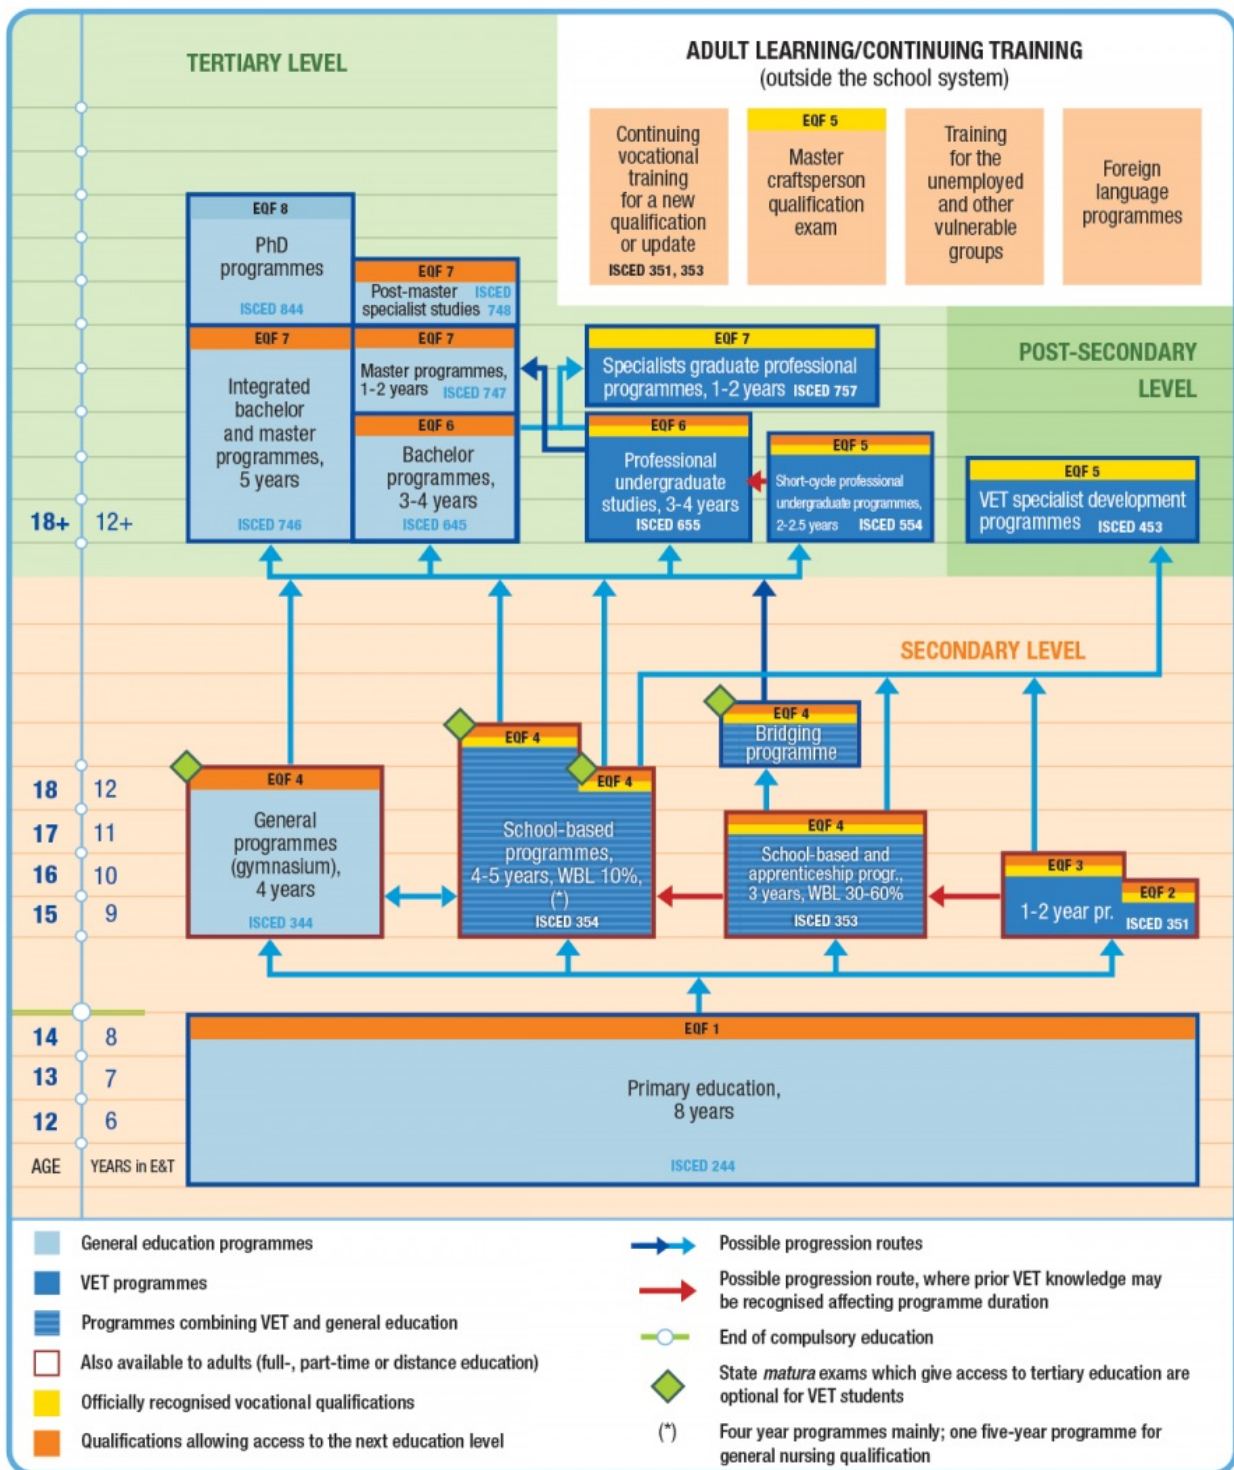 TERTIARY LEVEL
ADULT LEARNING/CONTINUING TRAINING
(outside the school system)
Continuing
vocational
training
for a new
qualification
or update
ISCED 351, 353
EQF 5
Master
craftsperson
qualification
exam
Training
for the
unemployed
and other
vulnerable
groups
Foreign
language
programmes
EQF 8
PhD
programmes
ISCED 844
EQF 7
Post-master ISCED
specialist studies 748
EQF 7
Integrated
bachelor
and master
programmes,
5 years
ISCED 746
EQF 7
Master programmes,
1-2 years ISCED 747
EQF 6
Bachelor
programmes,
3-4 years
ISCED 645
EQF 7
Specialists graduate professional
programmes, 1-2 years ISCED 757
EQF 6
Professional
undergraduate
studies, 3-4 years
ISCED 655
EQF 5
Short-cycle professional
undergraduate programmes,
2-2.5 years ISCED 554
POST-SECONDARY
LEVEL
EQF 5
VET specialist development
programmes ISCED 453
18+ 12+
SECONDARY LEVEL
EQF 4
General
programmes
(gymnasium),
4 years
ISCED 344
EQF 4
EQF 4
School-based
programmes,
4-5 years, WBL 10%,
(*)
ISCED 354
EQF 4
Bridging
programme
EQF 4
School-based and
apprenticeship progr.,
3 years, WBL 30-60%
ISCED 353
EQF 3
EQF 2
1-2 year pr.
ISCED 351
18 12
17 11
16 10
15 9
EQF 1
Primary education,
8 years
ISCED 244
14 8
13 7
12 6
AGE YEARS in E&T
General education programmes
VET programmes
Programmes combining VET and general education
Also available to adults (full-, part-time or distance education)
Officially recognised vocational qualifications
Qualifications allowing access to the next education level
Possible progression routes
Possible progression route, where prior VET knowledge may
be recognised affecting programme duration
End of compulsory education
State matura exams which give access to tertiary education are
optional for VET students
(*) Four year programmes mainly; one five-year programme for
general nursing qualification